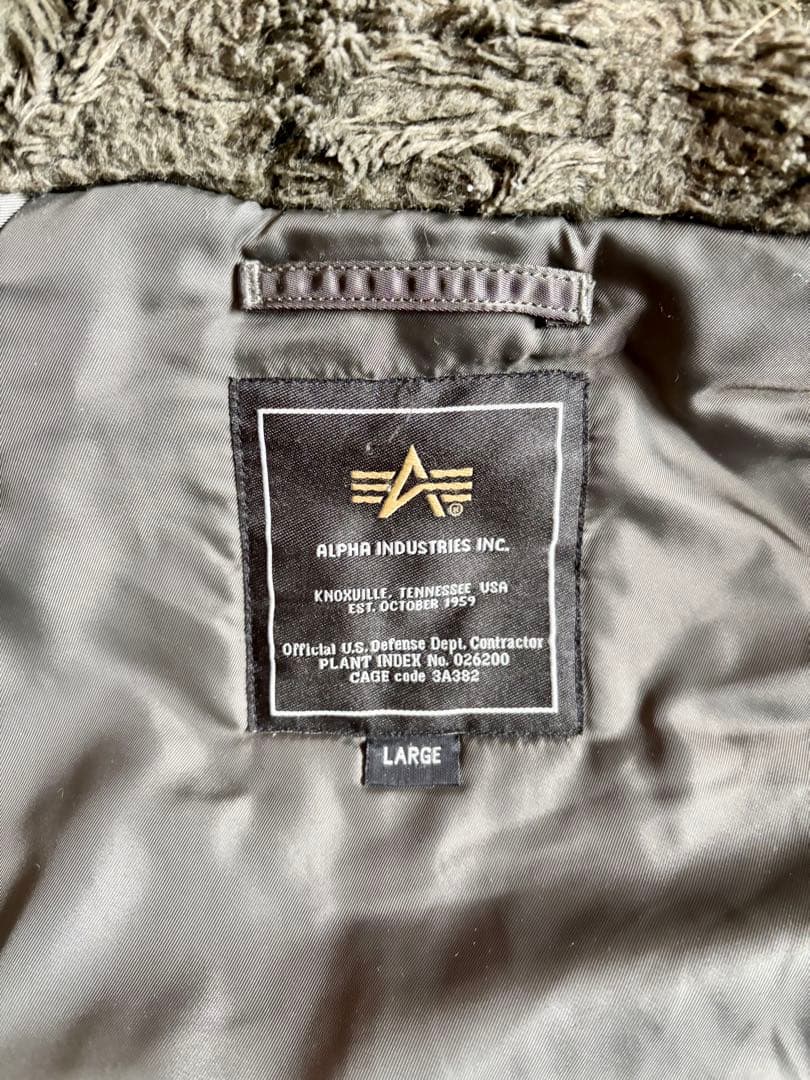 ALPHA INDUSTRIES INC.
KNOXVILLE, TENNESSEE, USA
EST. OCTOBER 1959
Official U.S. Defense Dept. Contractor
PLANT INDEX No. 026200
CAGE code 3A382
LARGE